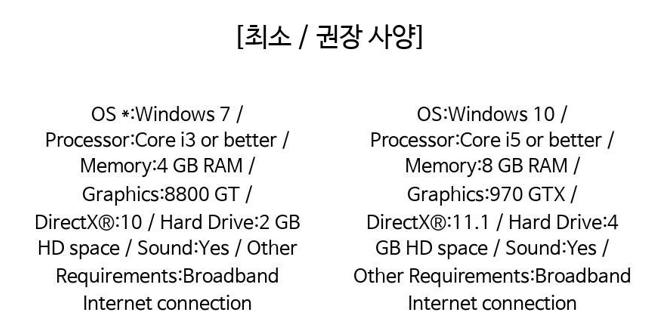 [최소 / 권장 사양]
OS *:Windows 7 /
Processor:Core i3 or better /
Memory:4 GB RAM /
Graphics:8800 GT /
DirectX®:10 / Hard Drive:2 GB
HD space / Sound:Yes / Other
Requirements:Broadband
Internet connection
OS:Windows 10 /
Processor:Core i5 or better /
Memory:8 GB RAM /
Graphics:970 GTX /
DirectX®:11.1 / Hard Drive:4
GB HD space / Sound:Yes /
Other Requirements:Broadband
Internet connection